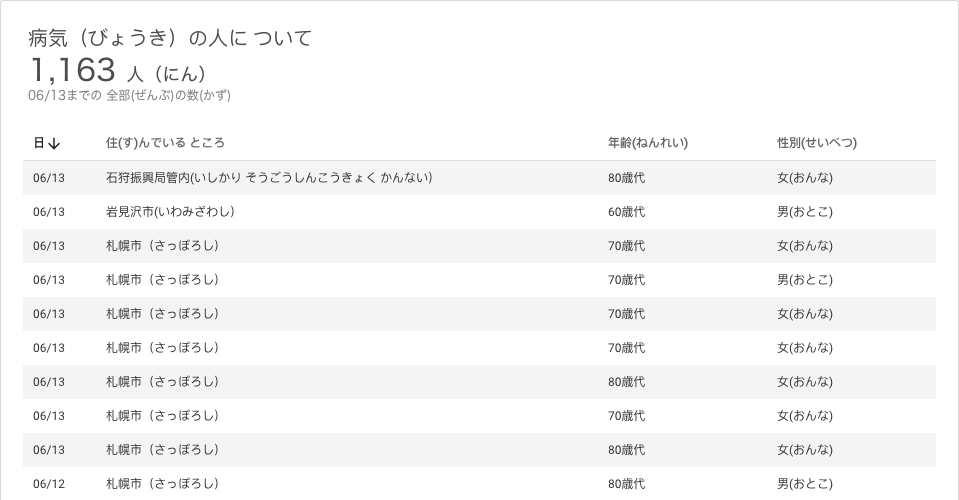 病気（びょうき）の人に ついて
1,163 人（にん）
06/13までの 全部(ぜんぶ)の数(かず)
日↓ 住(す)んでいる ところ 年齢(ねんれい) 性別(せいべつ)
06/13 石狩振興局管内(いしかり そうごうしんこうきょく かんない） 80歳代 女(おんな)
06/13 岩見沢市(いわみざわし） 60歳代 男(おとこ)
06/13 札幌市（さっぽろし） 70歳代 女(おんな)
06/13 札幌市（さっぽろし） 70歳代 男(おとこ)
06/13 札幌市（さっぽろし） 70歳代 女(おんな)
06/13 札幌市（さっぽろし） 70歳代 女(おんな)
06/13 札幌市（さっぽろし） 80歳代 女(おんな)
06/13 札幌市（さっぽろし） 70歳代 女(おんな)
06/13 札幌市（さっぽろし） 80歳代 女(おんな)
06/12 札幌市（さっぽろし） 80歳代 男(おとこ)